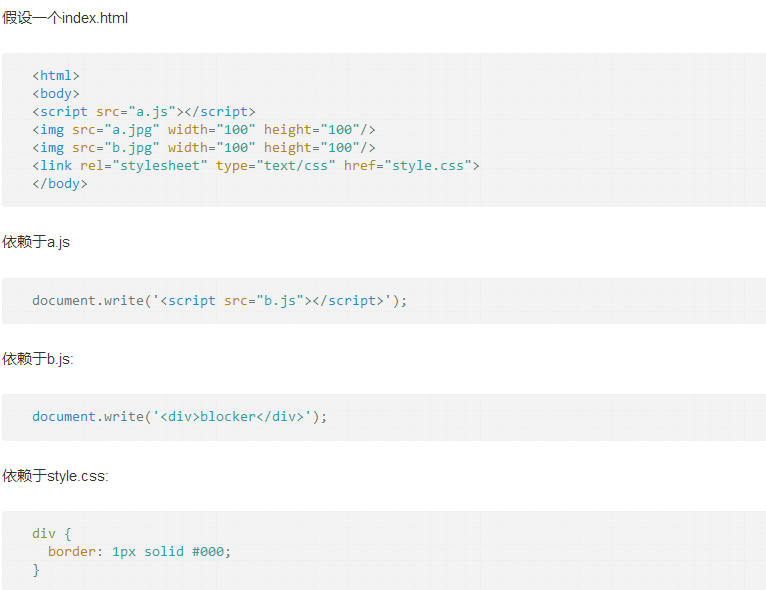 假设一个index.html
<html>
<body>
<script src="a.js"></script>
<img src="a.jpg" width="100" height="100"/>
<img src="b.jpg" width="100" height="100"/>
<link rel="stylesheet" type="text/css" href="style.css">
</body>
依赖于a.js
document.write('<script src="b.js"></script>');
依赖于b.js:
document.write('<div>blocker</div>');
依赖于style.css:
div {
  border: 1px solid #000;
}